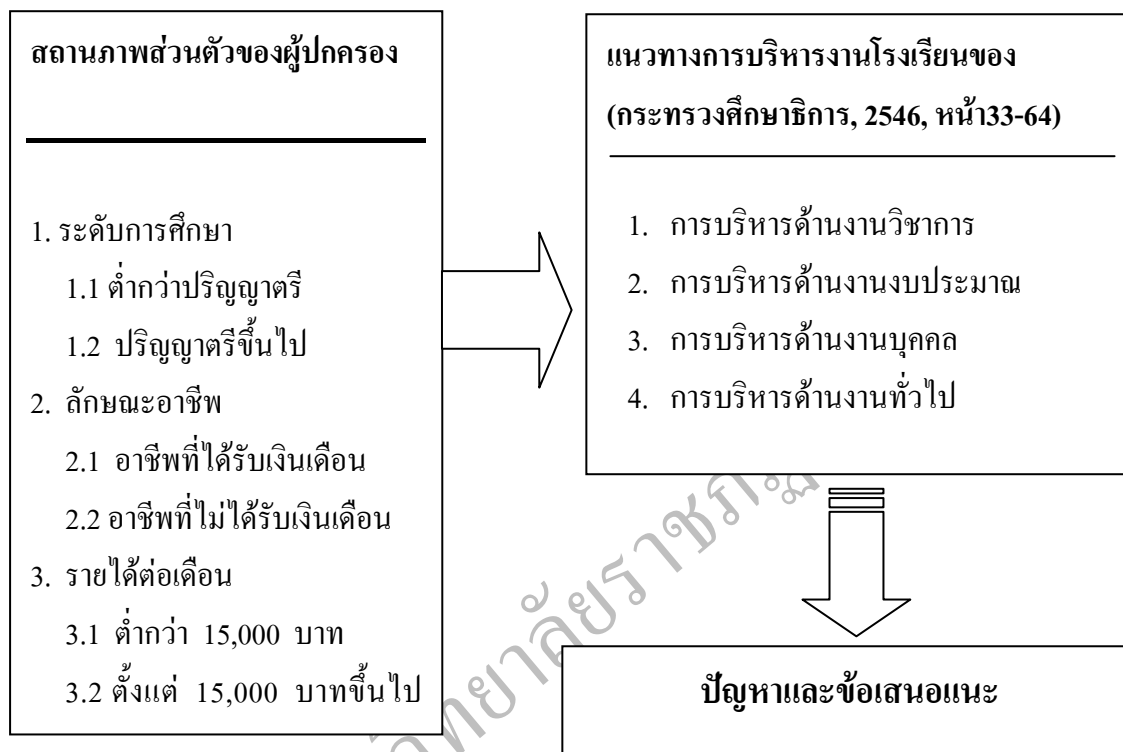 สถานภาพส่วนตัวของผู้ปกครอง
1. ระดับการศึกษา
1.1 ต่ำกว่าปริญญาตรี
1.2 ปริญญาตรีขึ้นไป
2. ลักษณะอาชีพ
2.1 อาชีพที่ได้รับเงินเดือน
2.2 อาชีพที่ไม่ได้รับเงินเดือน
3. รายได้ต่อเดือน
3.1 ต่ำกว่า 15,000 บาท
3.2 ตั้งแต่ 15,000 บาทขึ้นไป
แนวทางการบริหารงานโรงเรียนของ
(กระทรวงศึกษาธิการ, 2546, หน้า33-64)
1. การบริหารด้านงานวิชาการ
2. การบริหารด้านงานงบประมาณ
3. การบริหารด้านงานบุคคล
4. การบริหารด้านงานทั่วไป
ปัญหาและข้อเสนอแนะ